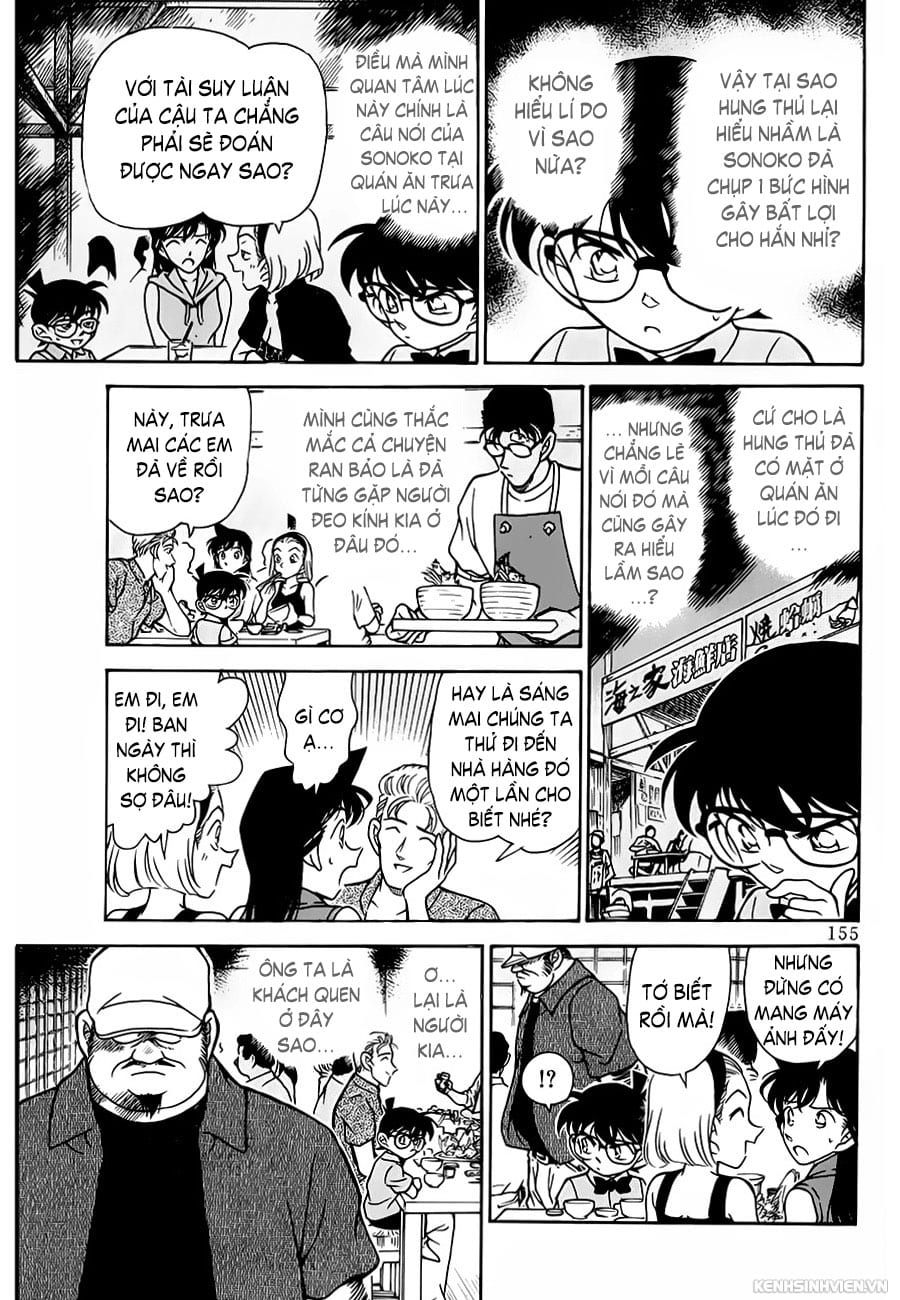 VẬY TẠI SAO
HUNG THỦ LẠI
HIỂU NHẦM LÀ
SONOKO ĐÃ
CHỤP 1 BỨC HÌNH
GÂY BẤT LỢI
CHO HẮN NHỈ?
KHÔNG
HIỂU LÍ DO
VÌ SAO
NỮA?
ĐIỀU MÀ MÌNH
QUAN TÂM LÚC
NÀY CHÍNH LÀ
CÂU NÓI CỦA
SONOKO TẠI
QUÁN ĂN TRƯA
LÚC NÀY...
VỚI TÀI SUY LUẬN
CỦA CẬU TA CHẲNG
PHẢI SẼ ĐOÁN
ĐƯỢC NGAY SAO?
CỨ CHO LÀ
HUNG THỦ ĐÃ
CÓ MẶT Ở
QUÁN ĂN
LÚC ĐÓ ĐI
...
... NHƯNG
CHẲNG LẼ
VÌ MỖI CÂU
NÓI ĐÓ MÀ
CŨNG GÂY
RA HIỂU
LẦM SAO
...?
海之家
海鮮店
焼蛤蜊
MÌNH CŨNG THẮC
MẮC CẢ CHUYỆN
RAN BẢO LÀ ĐÃ
TỪNG GẶP NGƯỜI
ĐEO KÍNH KIA Ở
ĐÂU ĐÓ...
NÀY, TRƯA
MAI CÁC EM
ĐÃ VỀ RỒI
SAO?
HAY LÀ SÁNG
MAI CHÚNG TA
THỬ ĐI ĐẾN
NHÀ HÀNG ĐÓ
MỘT LẦN CHO
BIẾT NHÉ?
GÌ CƠ
Ạ...
EM ĐI, EM
ĐI! BAN
NGÀY THÌ
KHÔNG
SỢ ĐÂU!
155
NHƯNG
ĐỪNG CÓ
MANG MÁY
ẢNH ĐẤY!
TỚ BIẾT
RỒI MÀ!
!?
Ơ...
LẠI LÀ
NGƯỜI
KIA...
ÔNG TA LÀ
KHÁCH QUEN
Ở ĐÂY
SAO...
KENHSINHVIEN.VN